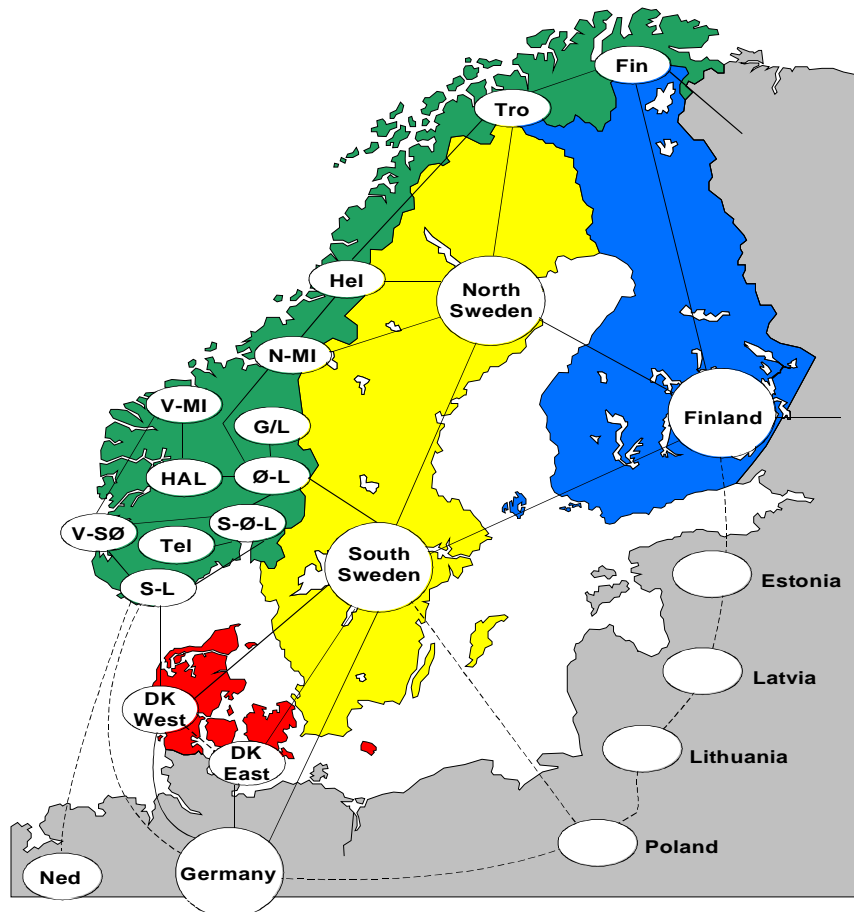 Fin
Tro
Hel
North
Sweden
N-MI
V-MI
G/L
Finland
HAL
Ø-L
V-SØ
S-Ø-L
Tel
South
Sweden
S-L
Estonia
Latvia
DK
West
DK
East
Lithuania
Poland
Ned
Germany